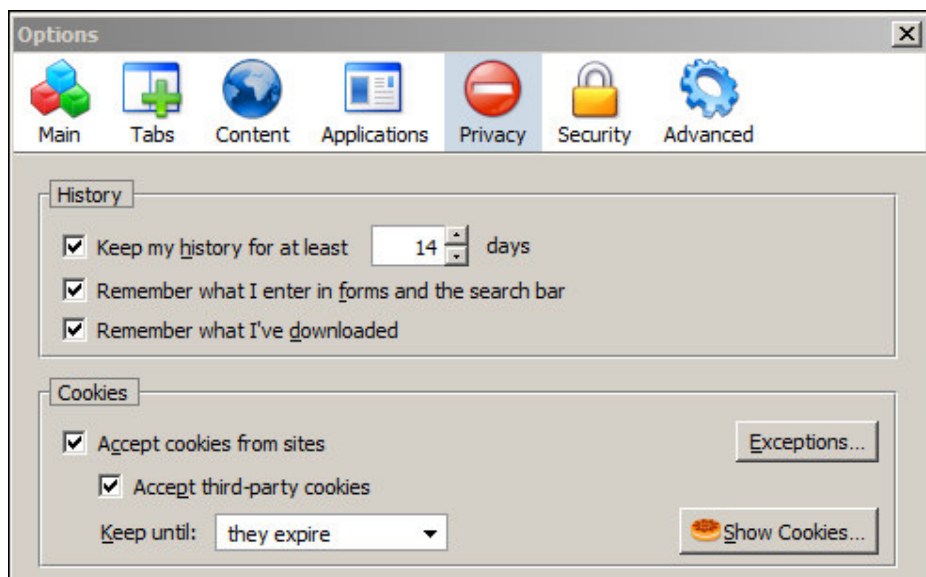 Options
Main Tabs Content Applications Privacy Security Advanced
History
Keep my history for at least 14 days
Remember what I enter in forms and the search bar
Remember what I've downloaded
Cookies
Accept cookies from sites Exceptions...
Accept third-party cookies
Keep until: they expire Show Cookies...